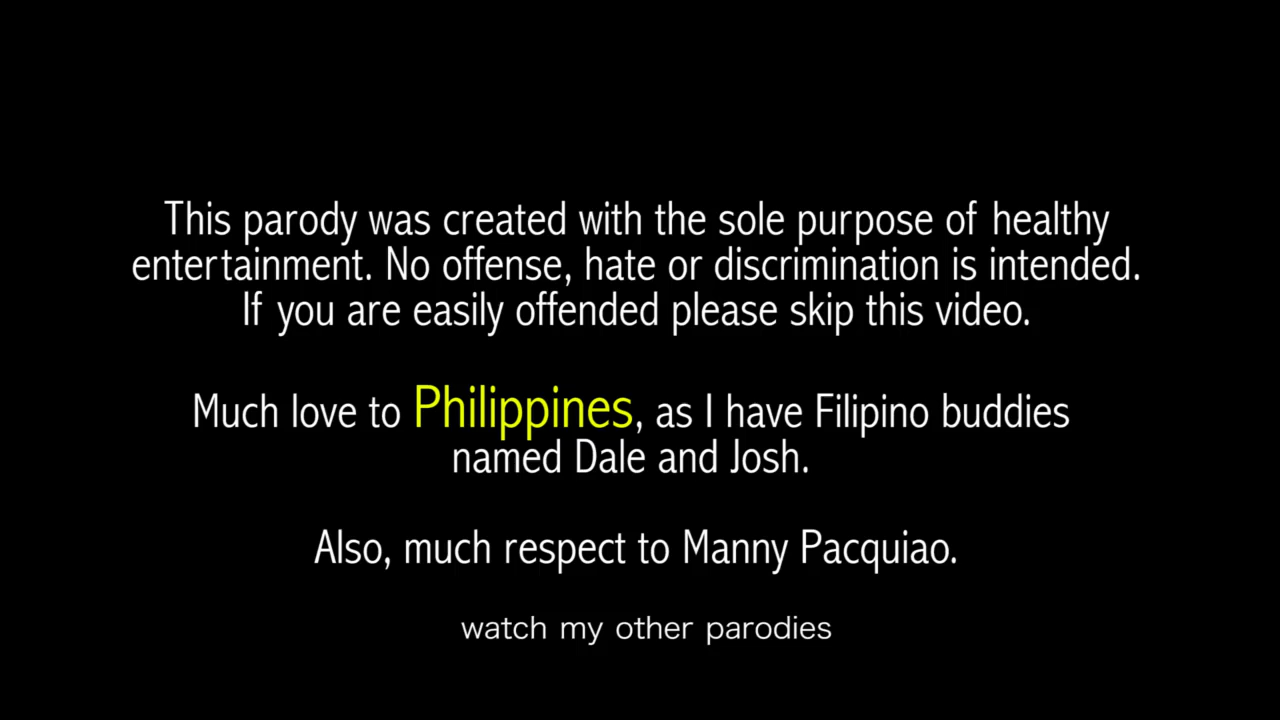 This parody was created with the sole purpose of healthy
entertainment. No offense, hate or discrimination is intended.
If you are easily offended please skip this video.
Much love to Philippines, as I have Filipino buddies
named Dale and Josh.
Also, much respect to Manny Pacquiao.
watch my other parodies